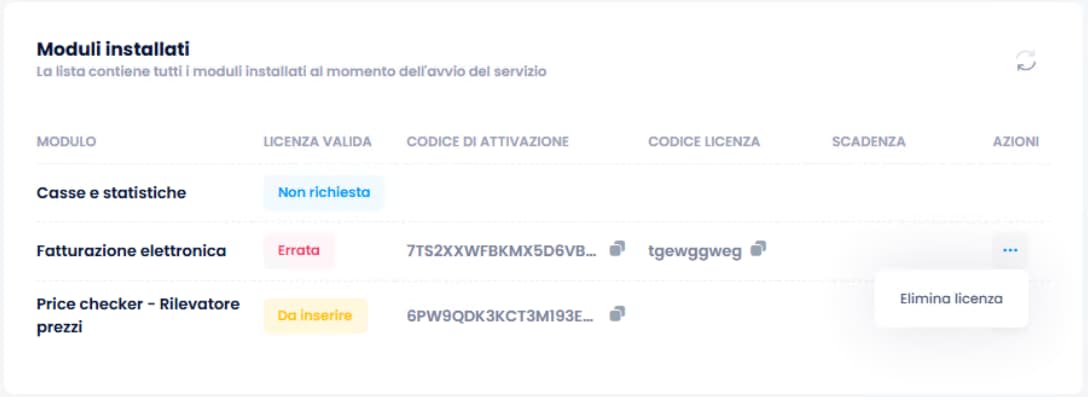 Moduli installati
La lista contiene tutti i moduli installati al momento dell'avvio del servizio
MODULO LICENZA VALIDA CODICE DI ATTIVAZIONE CODICE LICENZA SCADENZA AZIONI
Casse e statistiche Non richiesta
Fatturazione elettronica Errata 7TS2XXWFBKMX5D6VB... tgewggweg ...
Elimina licenza
Price checker - Rilevatore
prezzi Da inserire 6PW9QDK3KCT3M193E...